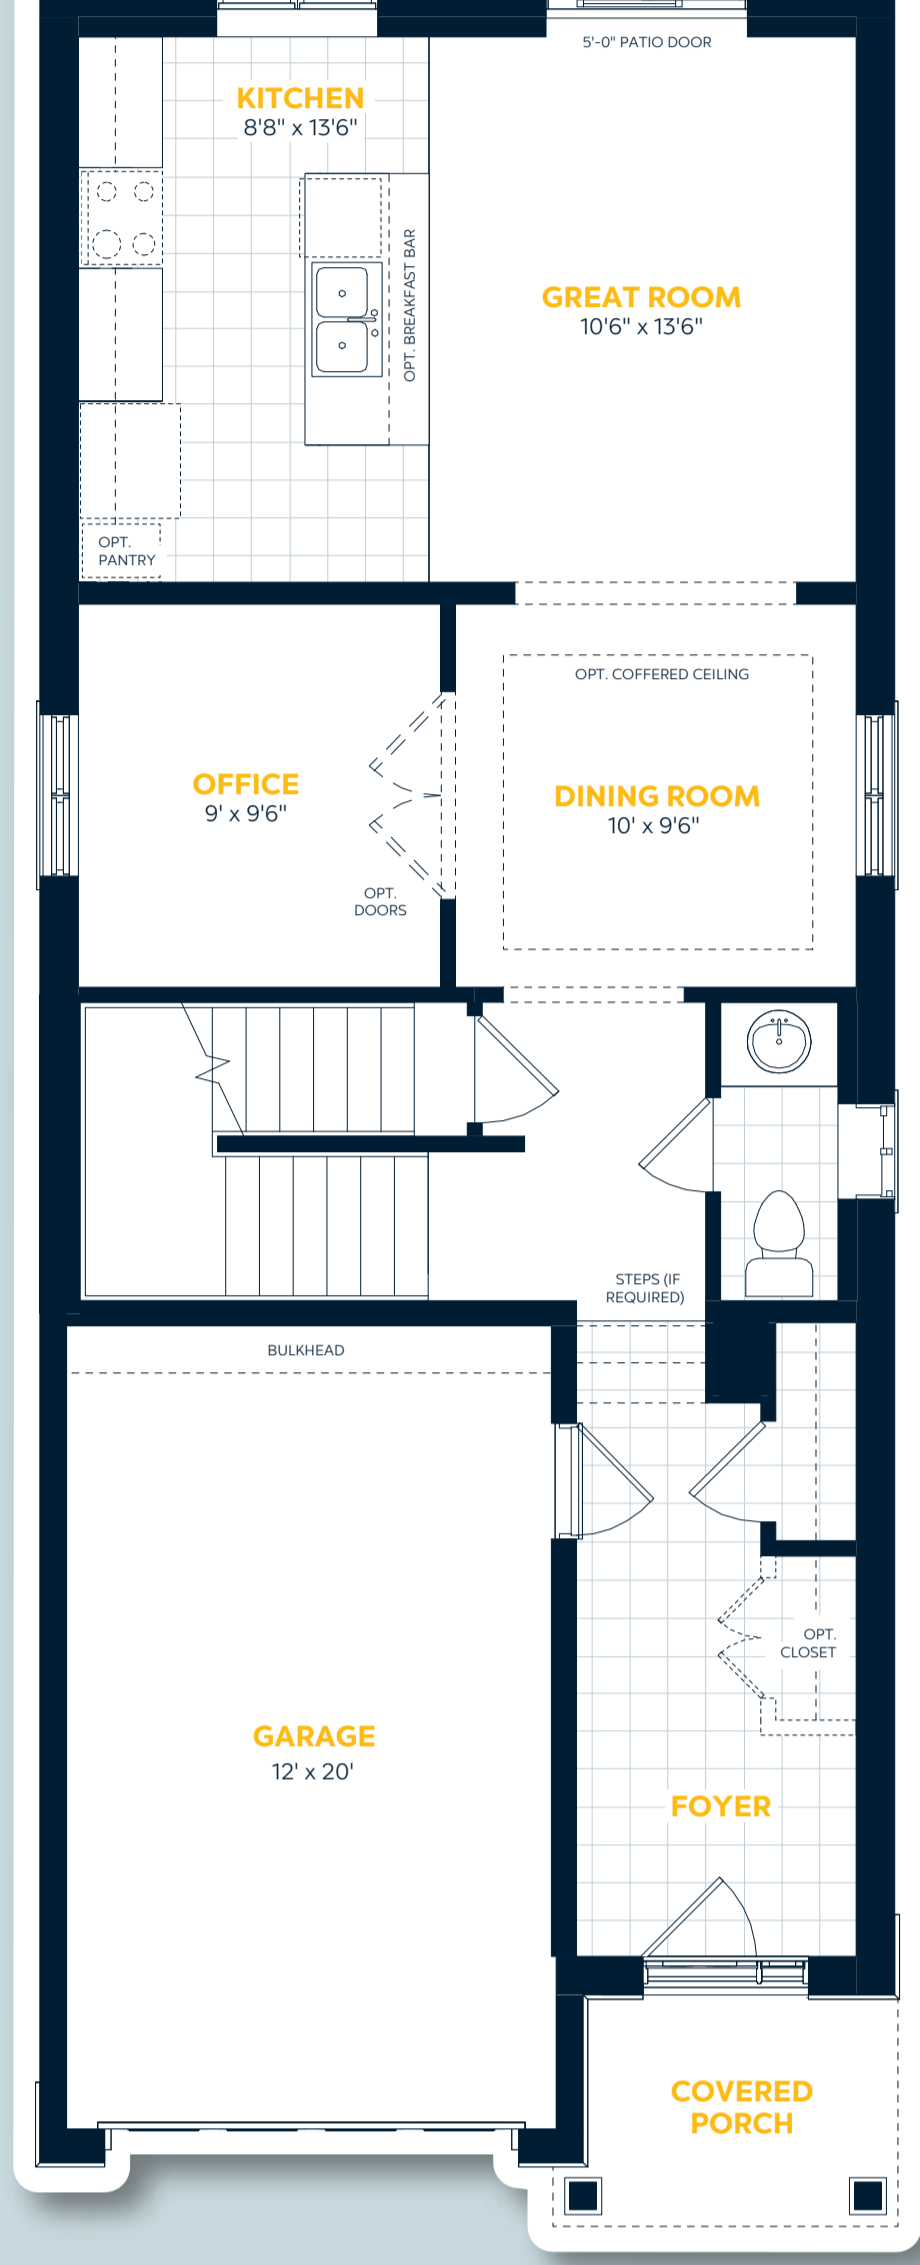 5'-0" PATIO DOOR
KITCHEN
8'8" x 13'6"
OPT. BREAKFAST BAR
GREAT ROOM
10'6" x 13'6"
OPT.
PANTRY
OPT. COFFERED CEILING
OFFICE
9' x 9'6"
DINING ROOM
10' x 9'6"
OPT.
DOORS
STEPS (IF
REQUIRED)
BULKHEAD
OPT.
CLOSET
GARAGE
12' x 20'
FOYER
COVERED
PORCH